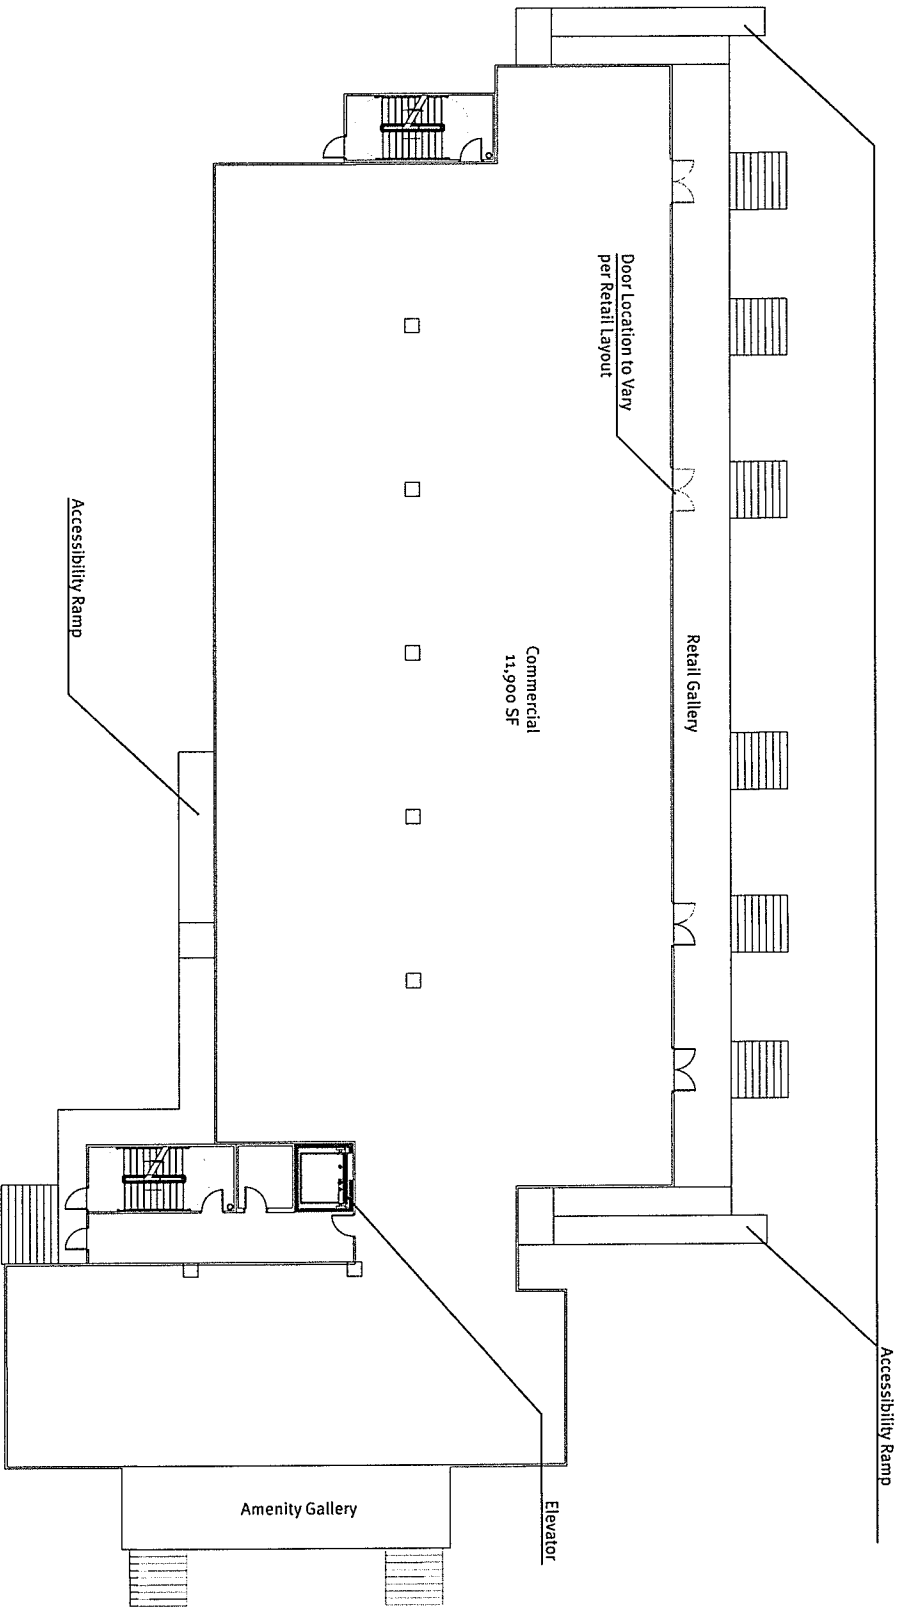 Accessibility Ramp
Retail Gallery
Door Location to Vary
per Retail Layout
Commercial
11,900 SF
Elevator
Accessibility Ramp
Amenity Gallery